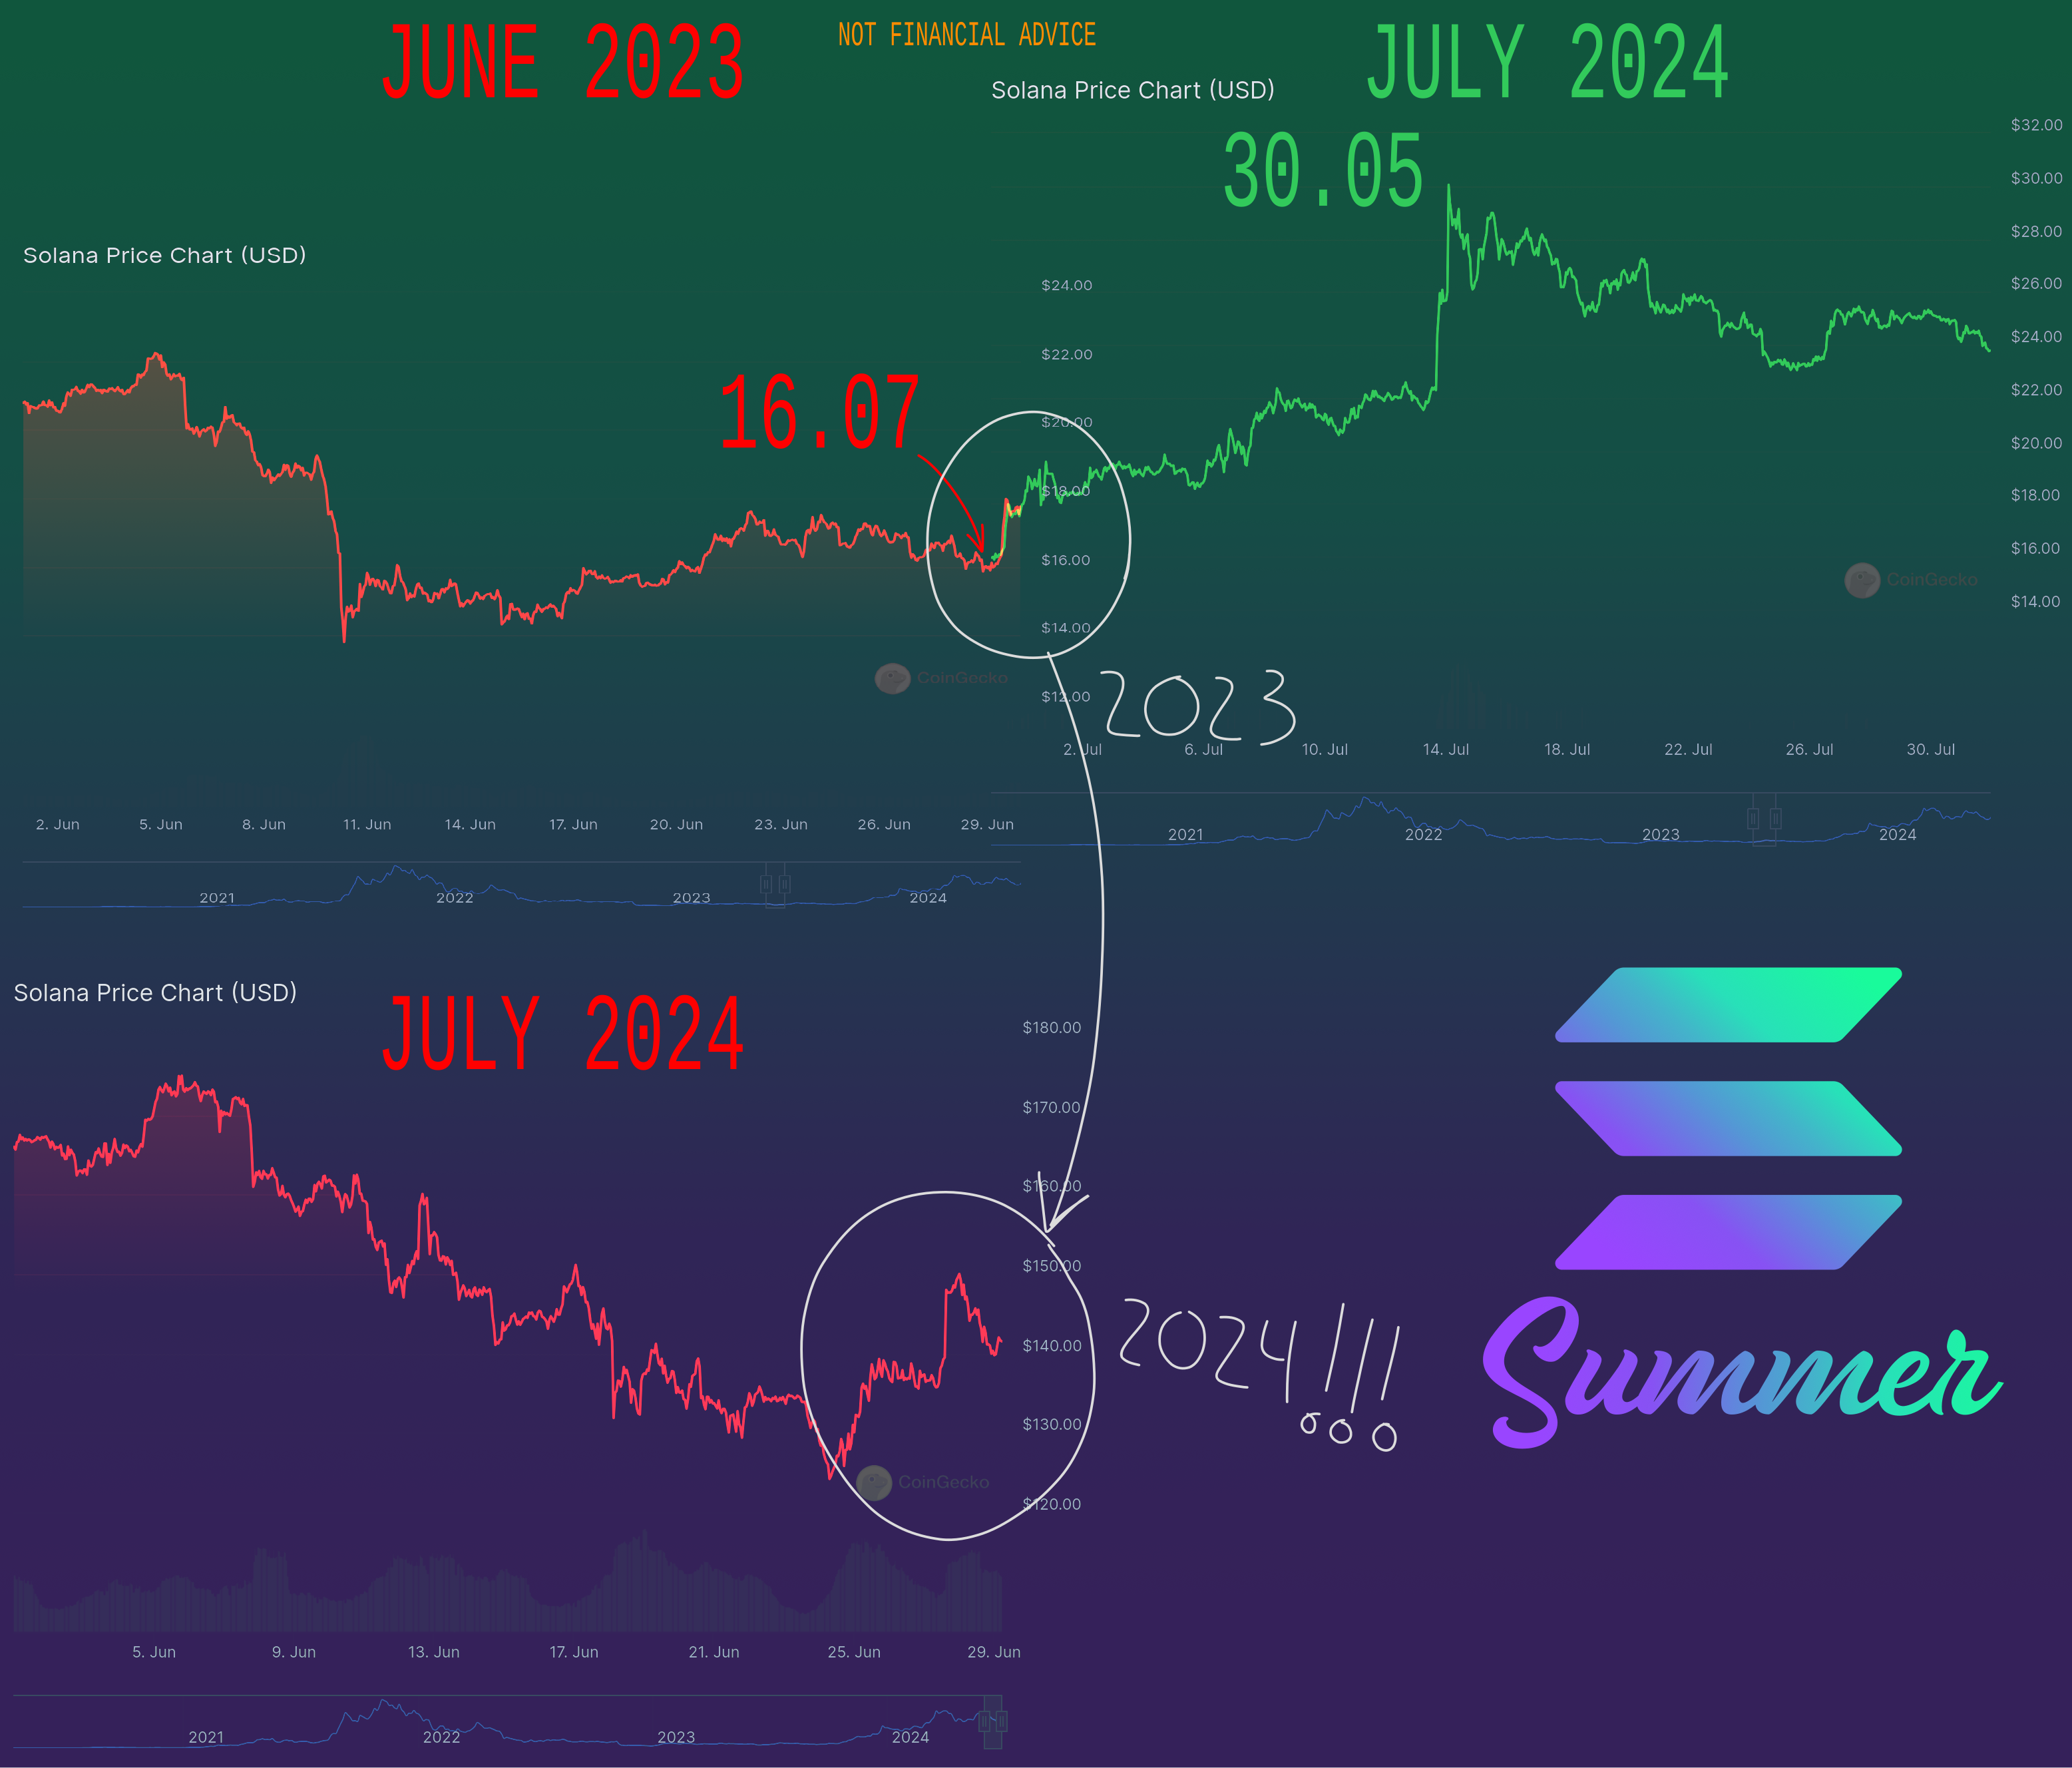 JUNE 2023
NOT FINANCIAL ADVICE
JULY 2024
Solana Price Chart (USD)
30.05
$32.00
$30.00
$28.00
$26.00
$24.00
$22.00
$20.00
$18.00
$16.00
$14.00
CoinGecko
2. Jul 6. Jul 10. Jul 14. Jul 18. Jul 22. Jul 26. Jul 30. Jul
2021 2022 2023 2024
Solana Price Chart (USD)
16.07
$24.00
$22.00
$20.00
$18.00
$16.00
$14.00
$12.00
CoinGecko
2023
2. Jun 5. Jun 8. Jun 11. Jun 14. Jun 17. Jun 20. Jun 23. Jun 26. Jun 29. Jun
2021 2022 2023 2024
Solana Price Chart (USD)
JULY 2024
$180.00
$170.00
$160.00
$150.00
$140.00
$130.00
$120.00
CoinGecko
2024!!!
5. Jun 9. Jun 13. Jun 17. Jun 21. Jun 25. Jun 29. Jun
2021 2022 2023 2024
Summer